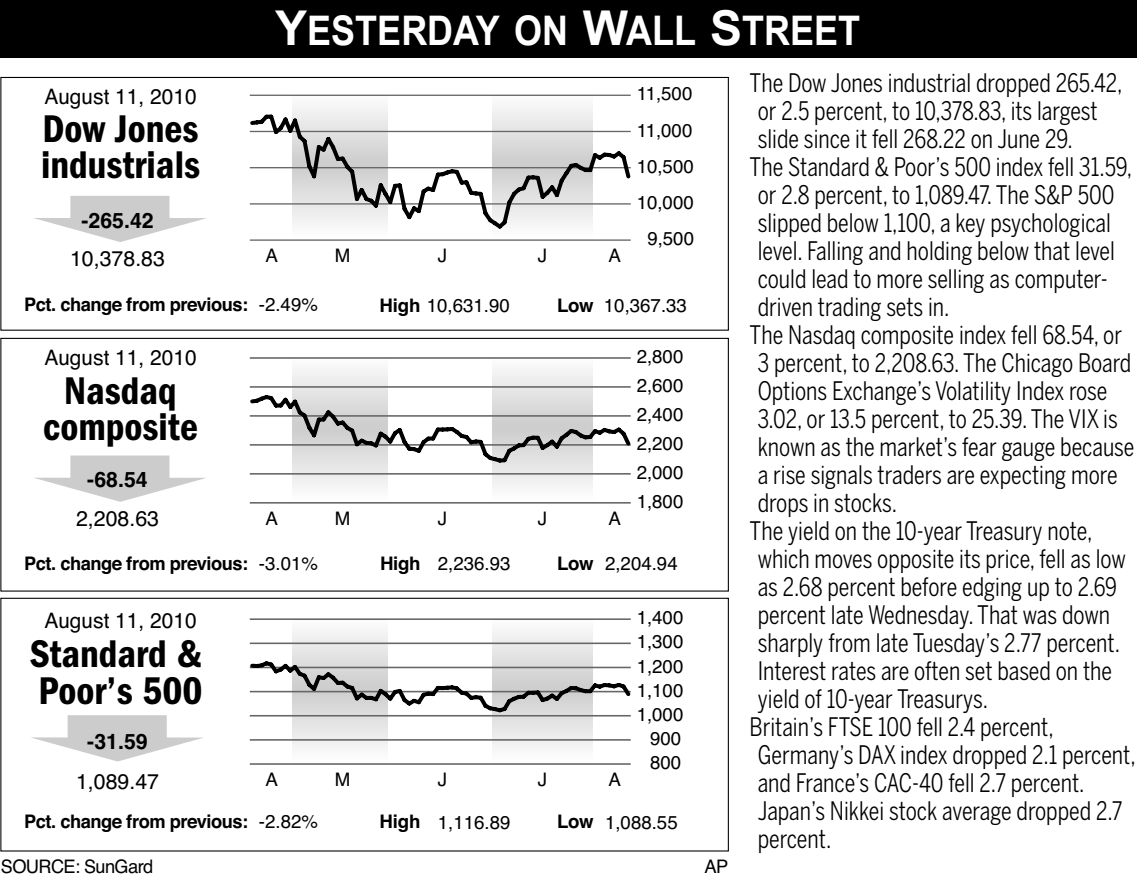 YESTERDAY ON WALL STREET
August 11, 2010
Dow Jones
industrials
-265.42
10,378.83
11,500
11,000
10,500
10,000
9,500
A M J J A
Pct. change from previous: -2.49% High 10,631.90 Low 10,367.33
August 11, 2010
Nasdaq
composite
-68.54
2,208.63
2,800
2,600
2,400
2,200
2,000
1,800
A M J J A
Pct. change from previous: -3.01% High 2,236.93 Low 2,204.94
August 11, 2010
Standard &
Poor's 500
-31.59
1,089.47
1,400
1,300
1,200
1,100
1,000
900
800
A M J J A
Pct. change from previous: -2.82% High 1,116.89 Low 1,088.55
SOURCE: SunGard AP
The Dow Jones industrial dropped 265.42,
or 2.5 percent, to 10,378.83, its largest
slide since it fell 268.22 on June 29.
The Standard & Poor's 500 index fell 31.59,
or 2.8 percent, to 1,089.47. The S&P 500
slipped below 1,100, a key psychological
level. Falling and holding below that level
could lead to more selling as computer-
driven trading sets in.
The Nasdaq composite index fell 68.54, or
3 percent, to 2,208.63. The Chicago Board
Options Exchange's Volatility Index rose
3.02, or 13.5 percent, to 25.39. The VIX is
known as the market's fear gauge because
a rise signals traders are expecting more
drops in stocks.
The yield on the 10-year Treasury note,
which moves opposite its price, fell as low
as 2.68 percent before edging up to 2.69
percent late Wednesday. That was down
sharply from late Tuesday's 2.77 percent.
Interest rates are often set based on the
yield of 10-year Treasurys.
Britain's FTSE 100 fell 2.4 percent,
Germany's DAX index dropped 2.1 percent,
and France's CAC-40 fell 2.7 percent.
Japan's Nikkei stock average dropped 2.7
percent.